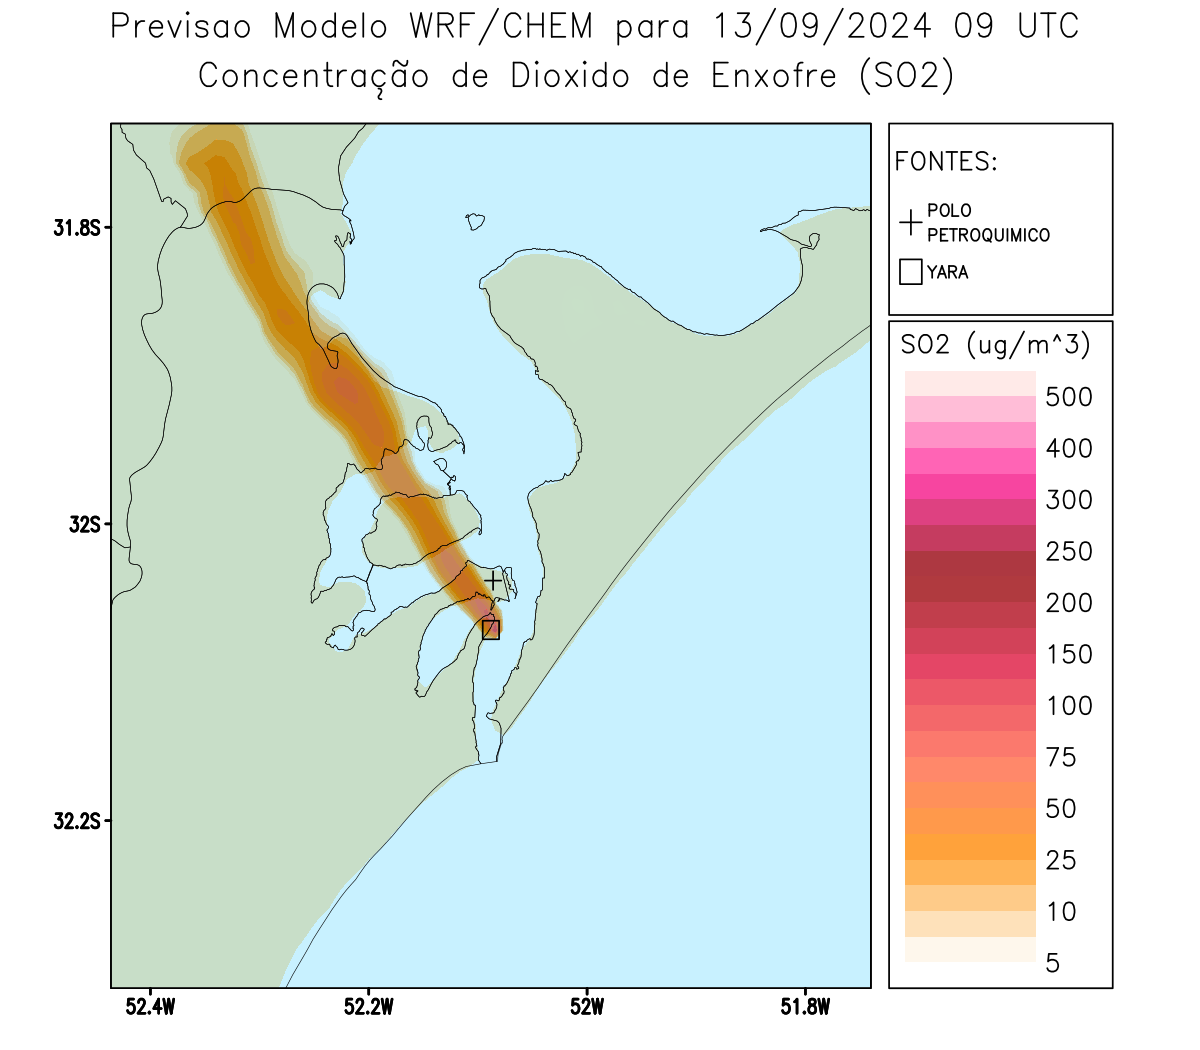 Previsao Modelo WRF/CHEM para 13/09/2024 09 UTC
Concentração de Dioxido de Enxofre (SO2)
FONTES:
POLO
PETROQUIMICO
YARA
SO2 (ug/m^3)
500
400
300
250
200
150
100
75
50
25
10
5
31.8S
32S
32.2S
52.4W
52.2W
52W
51.8W